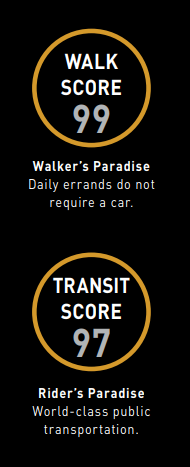 WALK
SCORE
99
Walker's Paradise
Daily errands do not
require a car.
TRANSIT
SCORE
97
Rider's Paradise
World-class public
transportation.